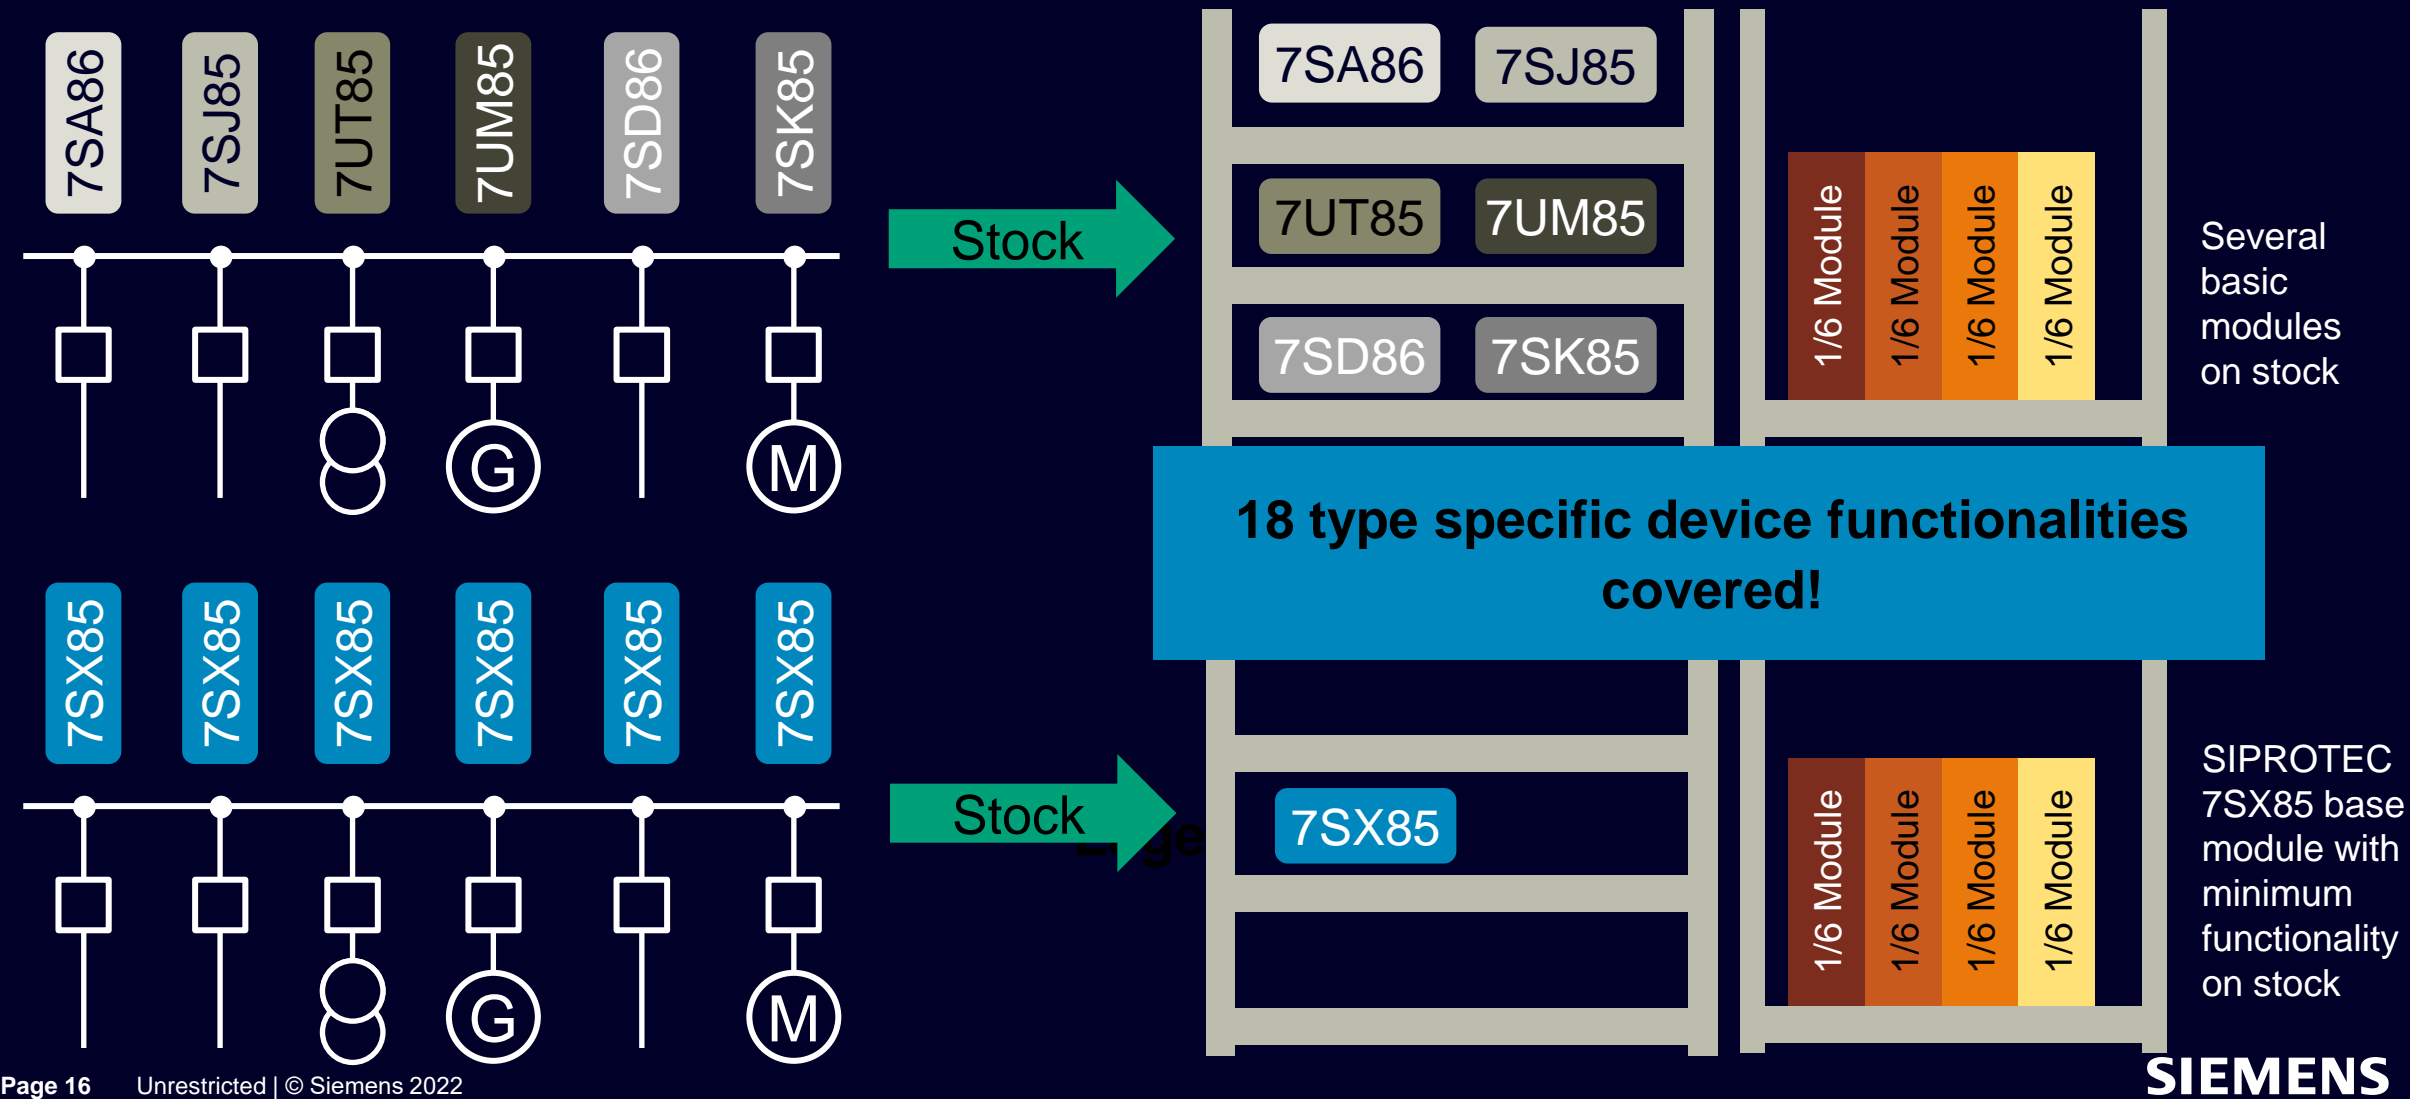 7SA86
7SJ85
7UT85
7UM85
7SD86
7SK85
G
M
Stock
7SA86
7SJ85
7UT85
7UM85
7SD86
7SK85
1/6 Module
1/6 Module
1/6 Module
1/6 Module
Several
basic
modules
on stock
18 type specific device functionalities
covered!
7SX85
7SX85
7SX85
7SX85
7SX85
7SX85
G
M
Stock
7SX85
1/6 Module
1/6 Module
1/6 Module
1/6 Module
SIPROTEC
7SX85 base
module with
minimum
functionality
on stock
Page 16
Unrestricted | © Siemens 2022
SIEMENS